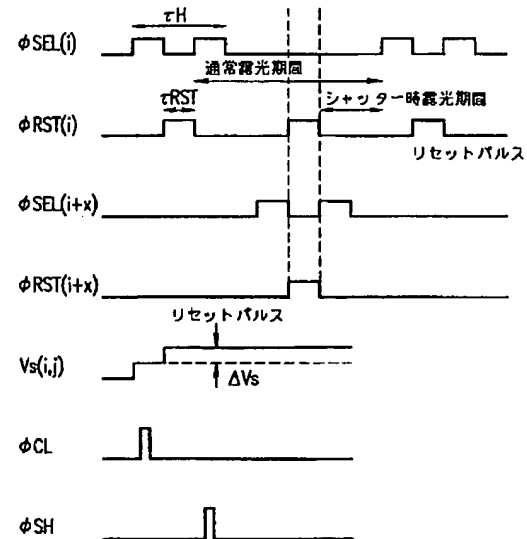 τH
φSEL(i)
通常露光期間
τRST
シャッター時露光期間
φRST(i)
リセットパルス
φSEL(i+x)
φRST(i+x)
リセットパルス
Vs(i,j)
ΔVs
φCL
φSH